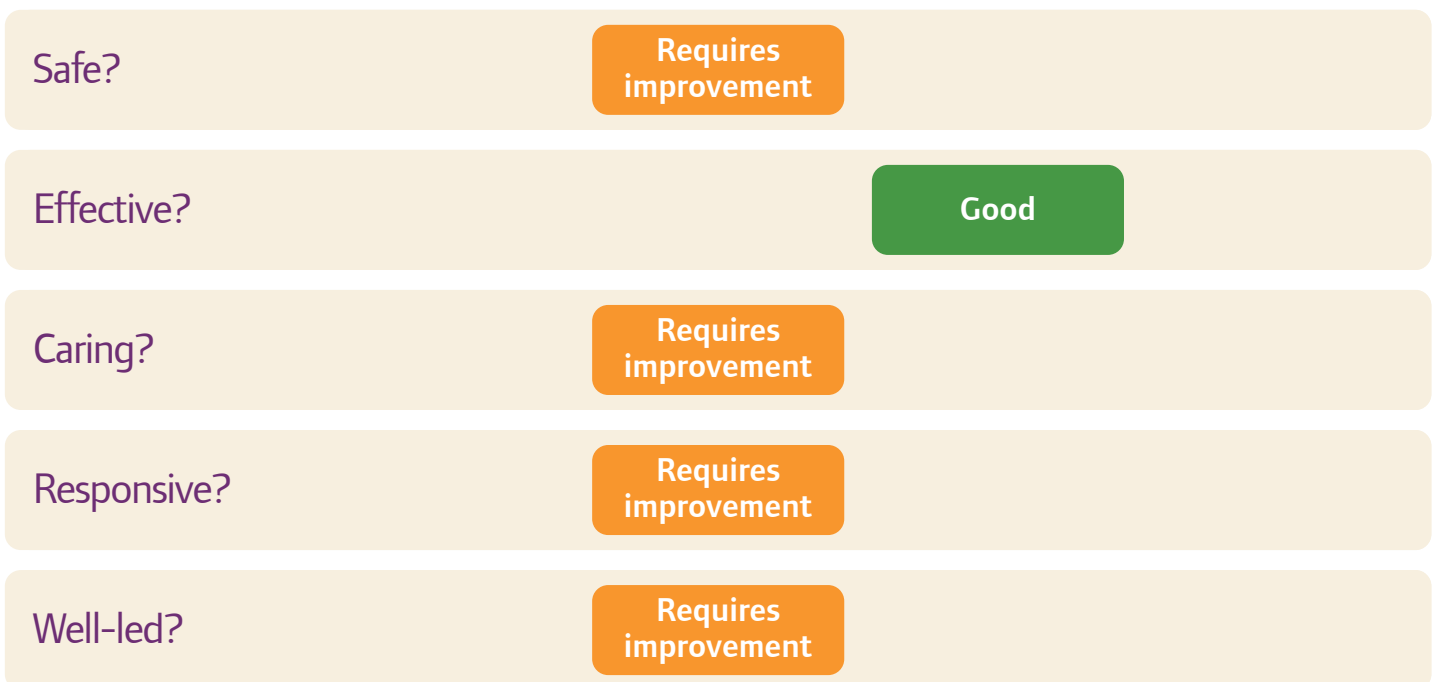 Safe?
Requires
improvement
Effective?
Good
Caring?
Requires
improvement
Responsive?
Requires
improvement
Well-led?
Requires
improvement